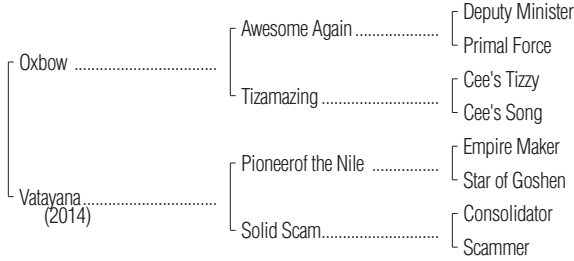 Deputy Minister
Awesome Again ....................
Primal Force
Oxbow ..................................
Cee's Tizzy
Tizamazing ............................
Cee's Song
Empire Maker
Pioneerof the Nile ................
Star of Goshen
Vatayana................................
(2014)
Consolidator
Solid Scam............................
Scammer